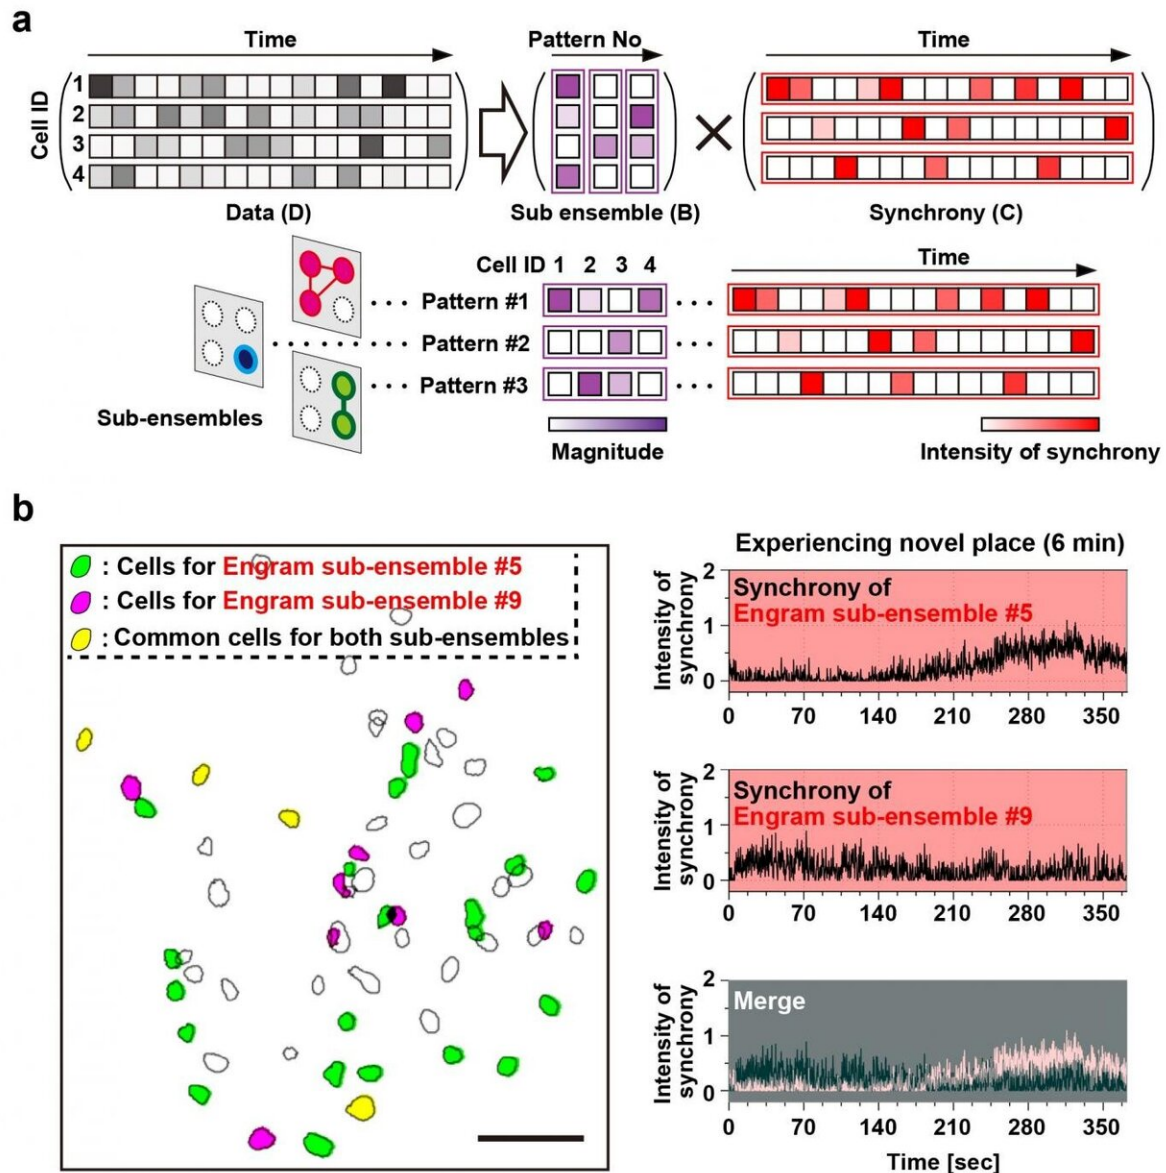 a
Time
Pattern No
Time
Cell ID
1
2
3
4
Data (D)
Sub ensemble (B)
Synchrony (C)
Cell ID 1 2 3 4
Time
Pattern #1
Pattern #2
Pattern #3
Sub-ensembles
Magnitude
Intensity of synchrony
b
: Cells for Engram sub-ensemble #5
: Cells for Engram sub-ensemble #9
: Common cells for both sub-ensembles
Experiencing novel place (6 min)
Intensity of
synchrony
2
1
0
Synchrony of
Engram sub-ensemble #5
0 70 140 210 280 350
Intensity of
synchrony
2
1
0
Synchrony of
Engram sub-ensemble #9
0 70 140 210 280 350
Intensity of
synchrony
2
1
0
Merge
0 70 140 210 280 350
Time [sec]